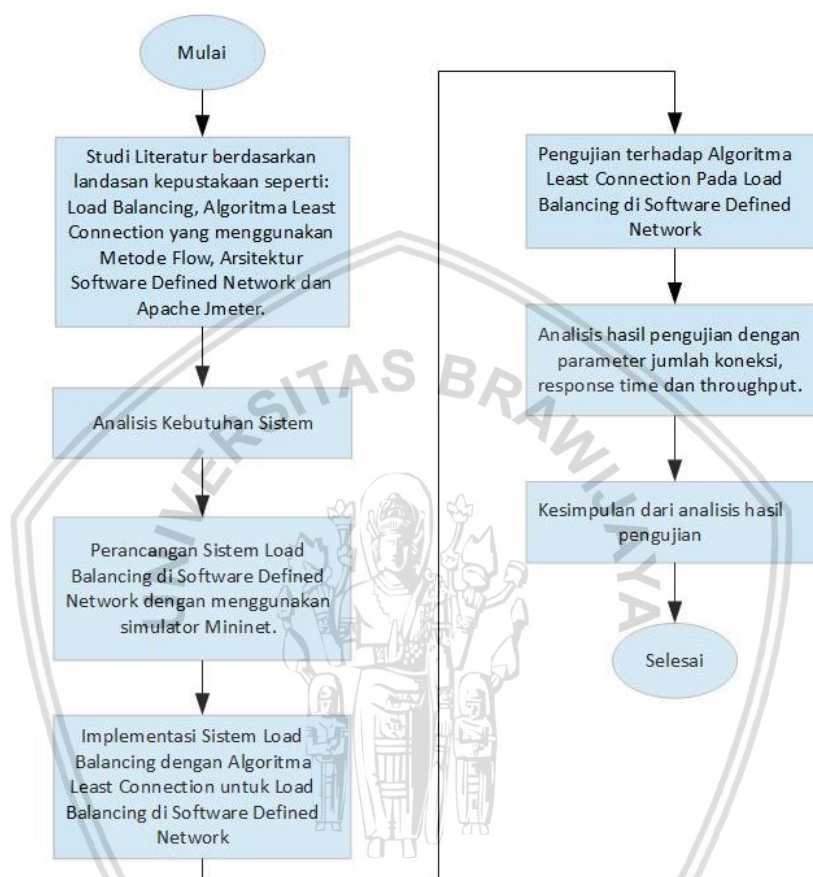 Mulai
Studi Literatur berdasarkan
landasan kepustakaan seperti:
Load Balancing, Algoritma Least
Connection yang menggunakan
Metode Flow, Arsitektur
Software Defined Network dan
Apache Jmeter.
Analisis Kebutuhan Sistem
Perancangan Sistem Load
Balancing di Software Defined
Network dengan menggunakan
simulator Mininet.
Implementasi Sistem Load
Balancing dengan Algoritma
Least Connection untuk Load
Balancing di Software Defined
Network
Pengujian terhadap Algoritma
Least Connection Pada Load
Balancing di Software Defined
Network
Analisis hasil pengujian dengan
parameter jumlah koneksi,
response time dan throughput.
Kesimpulan dari analisis hasil
pengujian
Selesai
UNIVERSITAS BRAWIJAYA